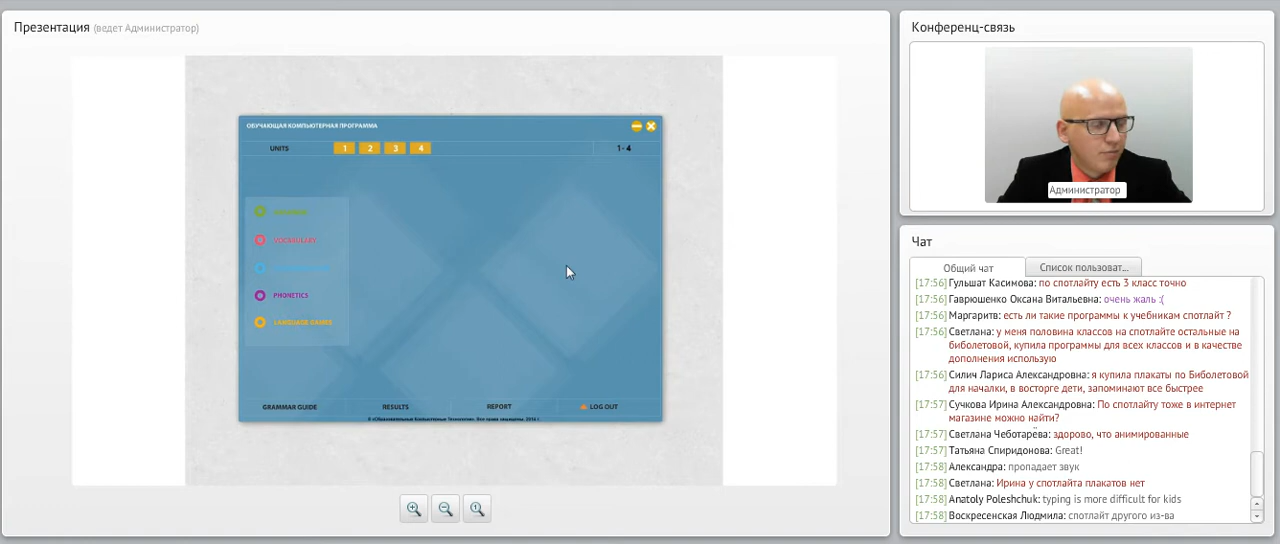 Презентация (ведет Администратор)
ОБУЧАЮЩАЯ КОМПЬЮТЕРНАЯ ПРОГРАММА
UNITS 1 2 3 4 1-4
VOCABULARY
PHONETICS
LANGUAGE GAMES
GRAMMAR GUIDE RESULTS REPORT LOG OUT
Конференц-связь
Администратор
Чат
Общий чат Список пользоват...
[17:56] Гульшат Касимова: по спотлайту есть 3 класс точно
[17:56] Гаврюшенко Оксана Витальевна: очень жаль :(
[17:56] Маргаритв: есть ли такие программы к учебникам спотлайт ?
[17:56] Светлана: у меня половина классов на спотлайте остальные на
биболетовой, купила программы для всех классов и в качестве
дополнения использую
[17:56] Силич Лариса Александровна: я купила плакаты по Биболетовой
для началки, в восторге дети, запоминают все быстрее
[17:57] Сучкова Ирина Александровна: По спотлайту тоже в интернет
магазине можно найти?
[17:57] Светлана Чеботарёва: здорово, что анимированные
[17:57] Татьяна Спиридонова: Great!
[17:58] Александра: пропадает звук
[17:58] Светлана: Ирина у спотлайта плакатов нет
[17:58] Anatoly Poleshchuk: typing is more difficult for kids
[17:58] Воскресенская Людмила: спотлайт другого из-ва